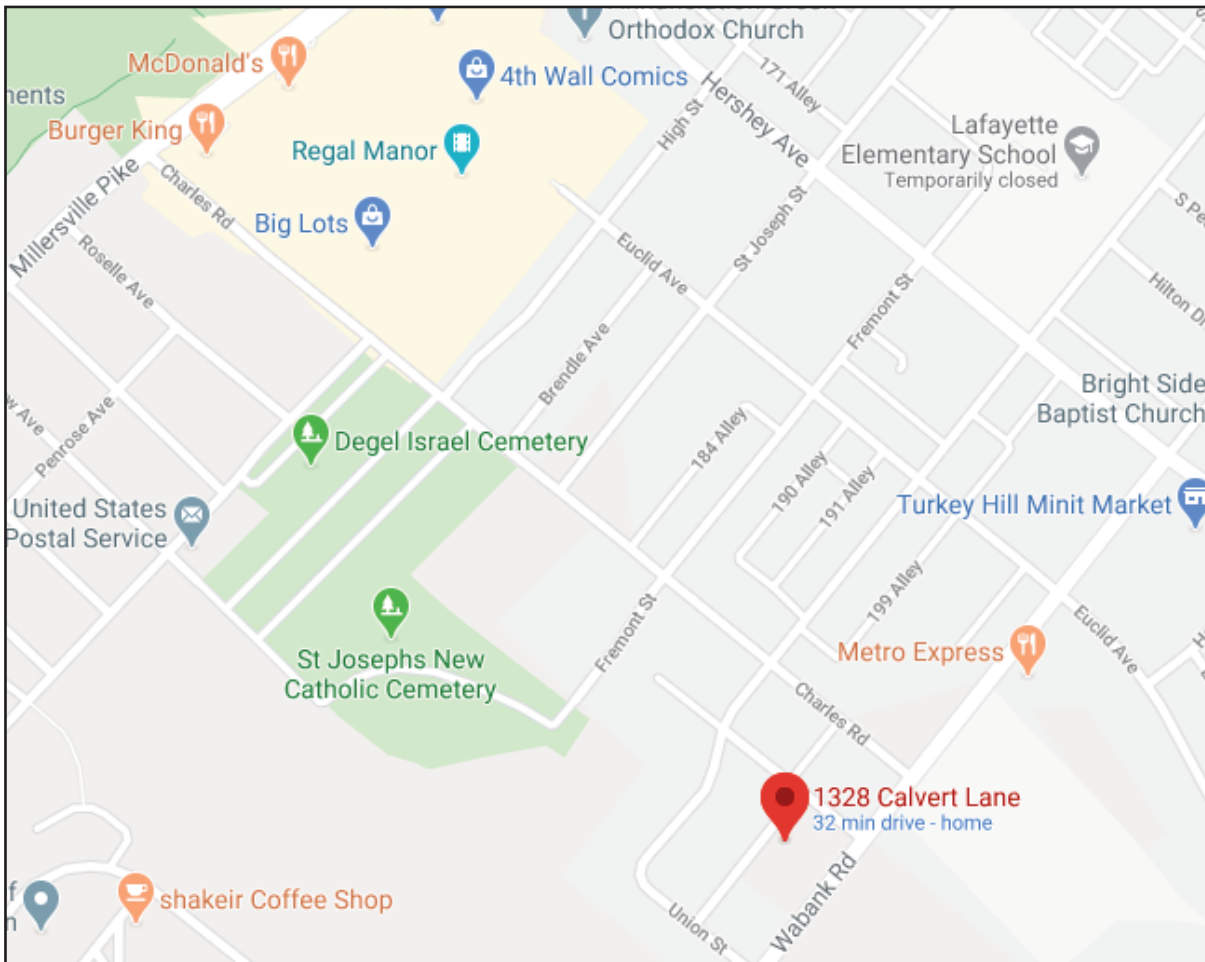 Orthodox Church
McDonald's
4th Wall Comics
171 Alley
Hershey Ave
High St
Burger King
Regal Manor
Lafayette
Elementary School
Temporarily closed
Millersville Pike
Charles Rd
Big Lots
St Joseph St
Euclid Ave
Roselle Ave
Fremont St
Hilton Dr
Brendle Ave
Bright Side
Baptist Church
Penrose Ave
Degel Israel Cemetery
184 Alley
190 Alley
191 Alley
Turkey Hill Minit Market
United States
Postal Service
199 Alley
Fremont St
Euclid Ave
Metro Express
St Josephs New
Catholic Cemetery
Charles Rd
1328 Calvert Lane
32 min drive - home
Wabank Rd
shakeir Coffee Shop
Union St